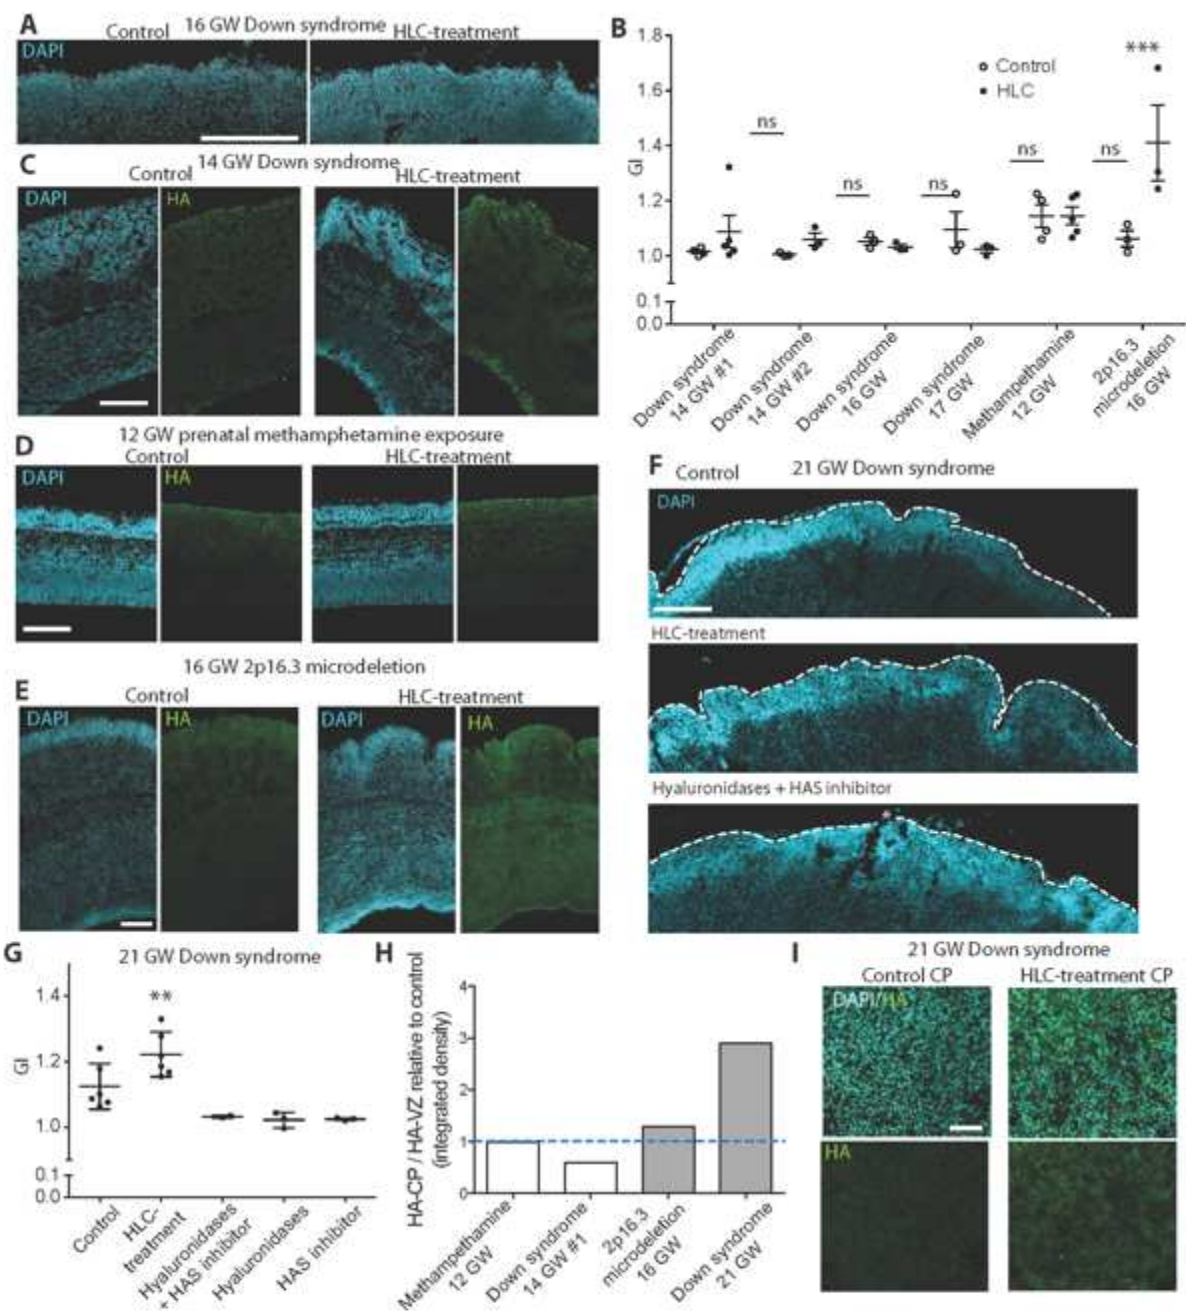 A
16 GW Down syndrome
Control HLC-treatment
DAPI
B
1.8
1.6
1.4
1.2
1.0
0.1
0.0
GI
Control
HLC
ns
ns
ns
ns
ns
***
Down syndrome
14 GW #1
Down syndrome
14 GW #2
Down syndrome
16 GW
Down syndrome
17 GW
Methampethamine
12 GW
2p16.3
microdeletion
16 GW
C
14 GW Down syndrome
Control HLC-treatment
DAPI HA
D
12 GW prenatal methamphetamine exposure
Control HLC-treatment
DAPI HA
E
16 GW 2p16.3 microdeletion
Control HLC-treatment
DAPI HA DAPI HA
F
Control 21 GW Down syndrome
DAPI
HLC-treatment
Hyaluronidases + HAS inhibitor
*
G
21 GW Down syndrome
1.4
1.2
1.0
0.1
0.0
GI
**
Control
HLC-
treatment
Hyaluronidases
+ HAS inhibitor
Hyaluronidases
HAS inhibitor
H
HA-CP / HA-VZ relative to control
(integrated density)
4
3
2
1
0
Methampethamine
12 GW
Down syndrome
14 GW #1
2p16.3
microdeletion
16 GW
Down syndrome
21 GW
I
21 GW Down syndrome
Control CP HLC-treatment CP
DAPI/HA
HA